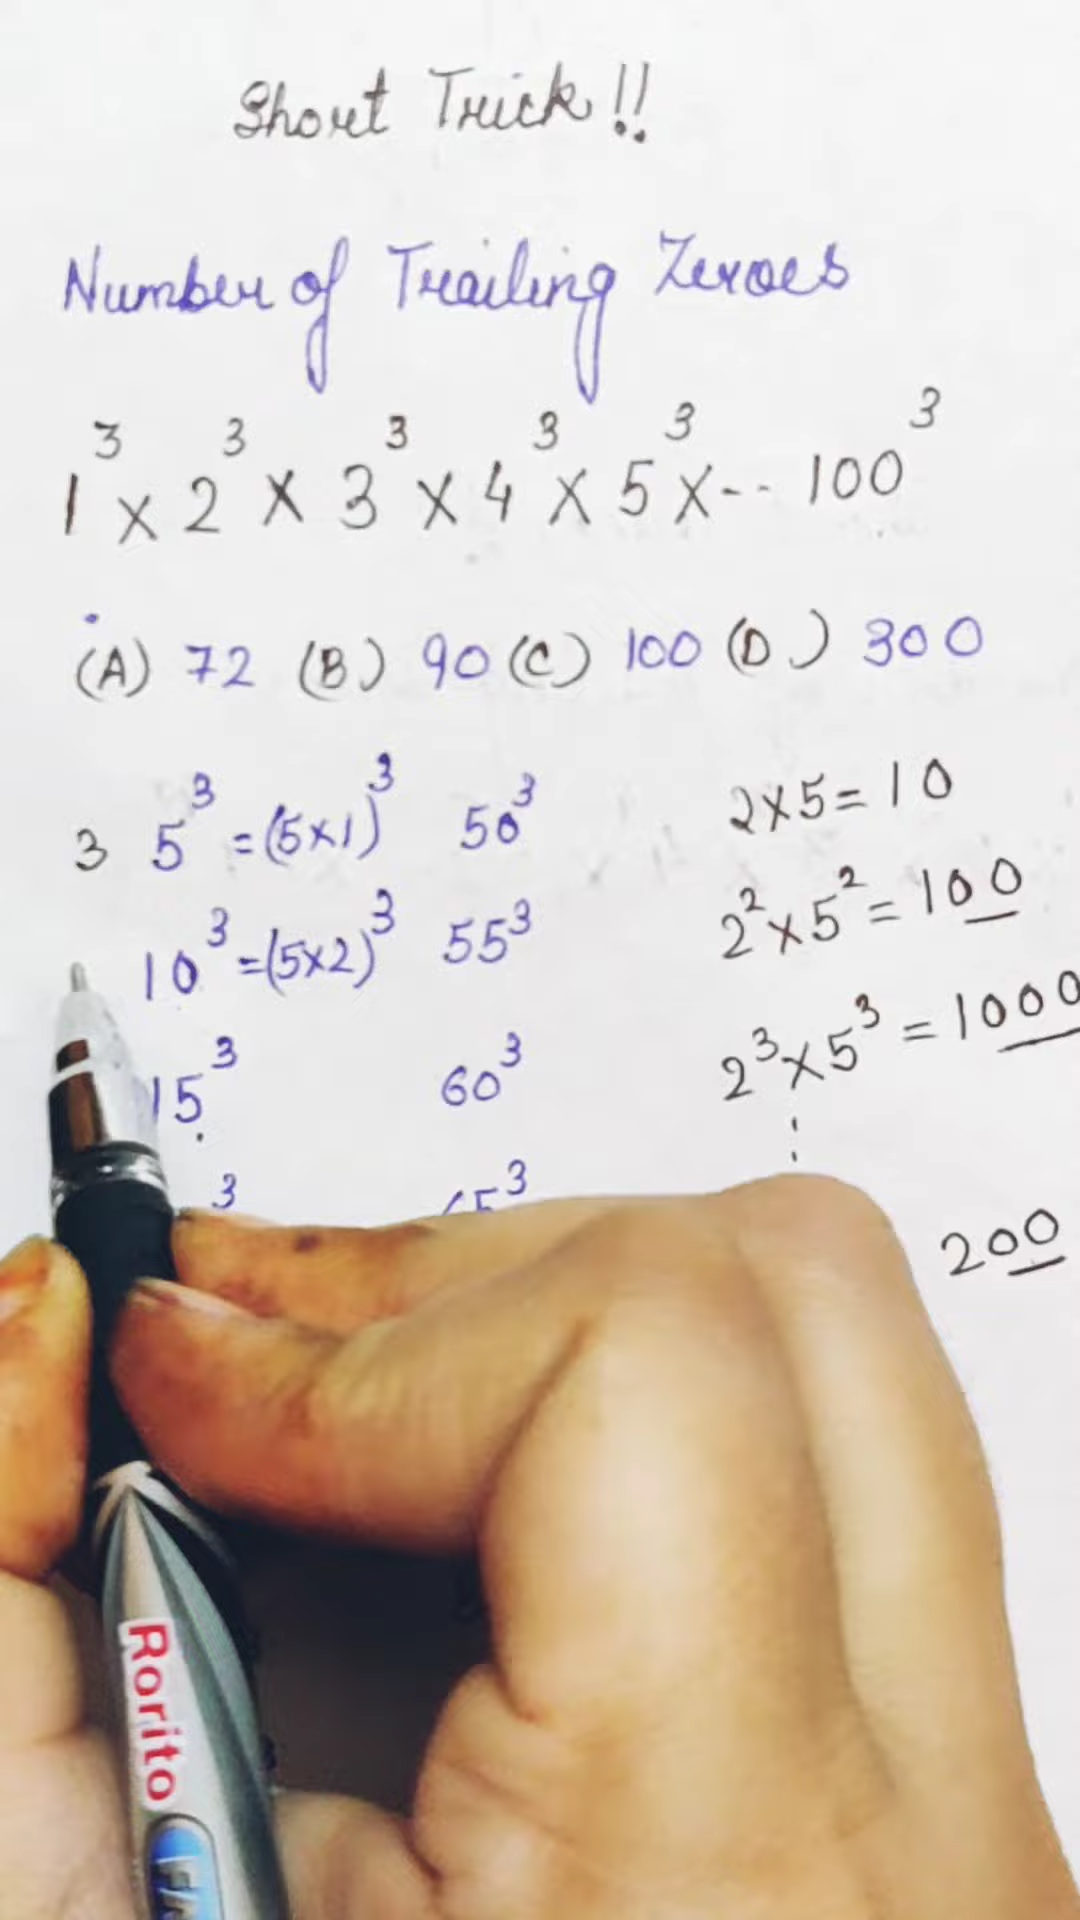 Short Trick!!
Number of Trailing Zeroes
1³ × 2³ × 3³ × 4³ × 5³ × -- 100³
(A) 72 (B) 90 (C) 100 (D) 300
3 5³ = (5×1)³ 50³ 2×5=10
10³ = (5×2)³ 55³ 2²×5²=100
15³ 60³ 2³×5³=1000
3 65³
200
Rorito